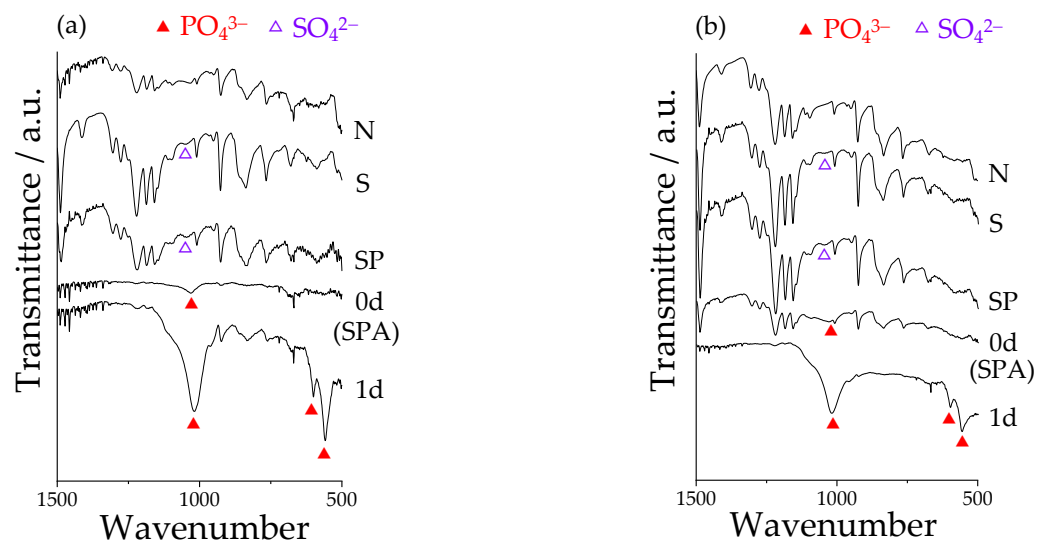 (a)
▲ PO₄³⁻ △ SO₄²⁻
Transmittance / a.u.
N
S
SP
0d
(SPA)
1d
1500 1000 500
Wavenumber
(b)
▲ PO₄³⁻ △ SO₄²⁻
Transmittance / a.u.
N
S
SP
0d
(SPA)
1d
1500 1000 500
Wavenumber